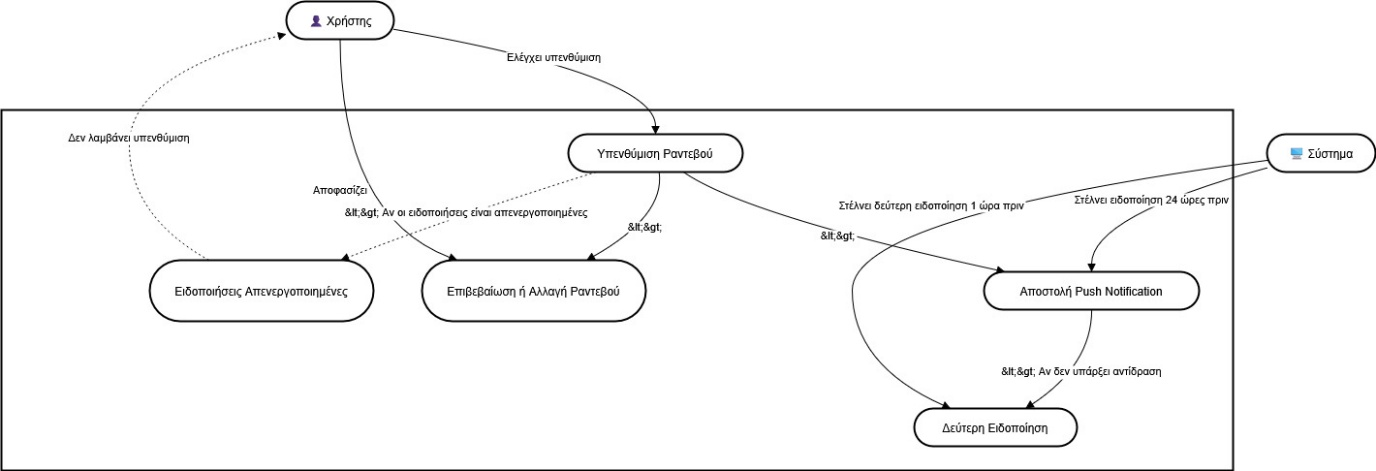 Χρήστης
Ελέγχει υπενθύμιση
Δεν λαμβάνει υπενθύμιση
Υπενθύμιση Ραντεβού
Σύστημα
Αποφασίζει
&lt;&gt; Αν οι ειδοποιήσεις είναι απενεργοποιημένες
&lt;&gt;
&lt;&gt;
Στέλνει δεύτερη ειδοποίηση 1 ώρα πριν
Στέλνει ειδοποίηση 24 ώρες πριν
Ειδοποιήσεις Απενεργοποιημένες
Επιβεβαίωση ή Αλλαγή Ραντεβού
Αποστολή Push Notification
&lt;&gt; Αν δεν υπάρξει αντίδραση
Δεύτερη Ειδοποίηση